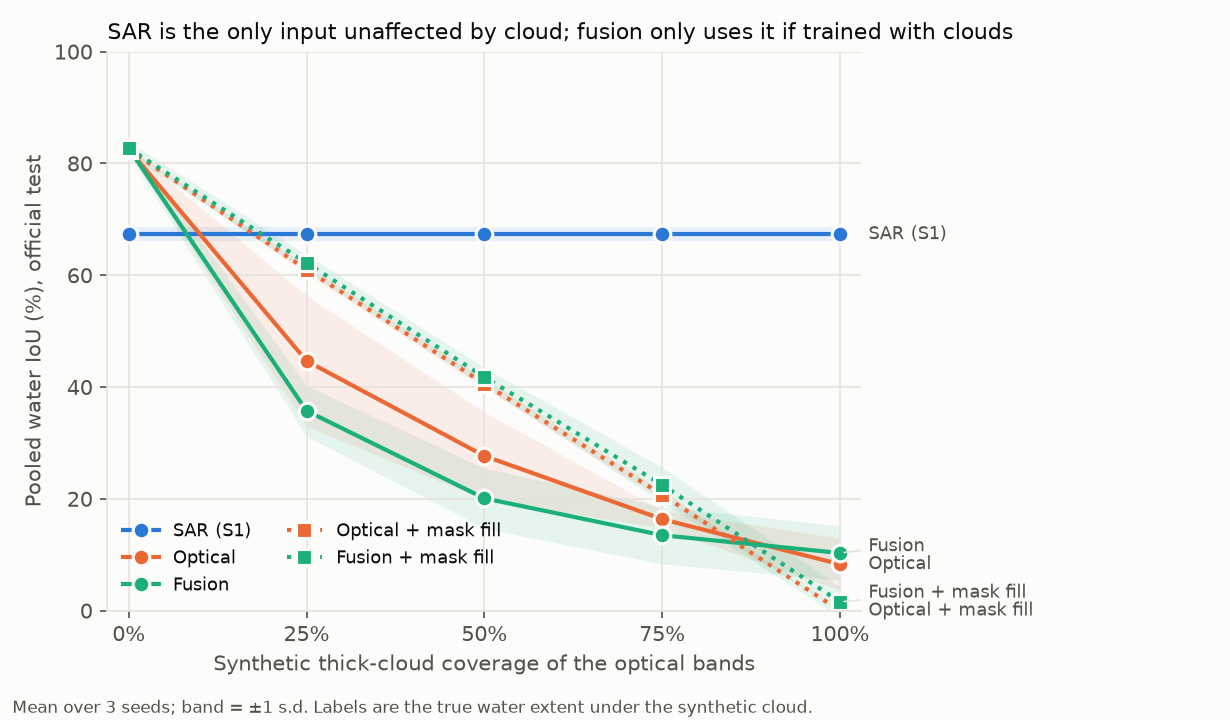 SAR is the only input unaffected by cloud; fusion only uses it if trained with clouds
100
80
60
40
20
0
Pooled water IoU (%), official test
SAR (S1)
Optical
Fusion
Optical + mask fill
Fusion + mask fill
SAR (S1)
Fusion
Optical
Fusion + mask fill
Optical + mask fill
0%
25%
50%
75%
100%
Synthetic thick-cloud coverage of the optical bands
Mean over 3 seeds; band = ±1 s.d. Labels are the true water extent under the synthetic cloud.